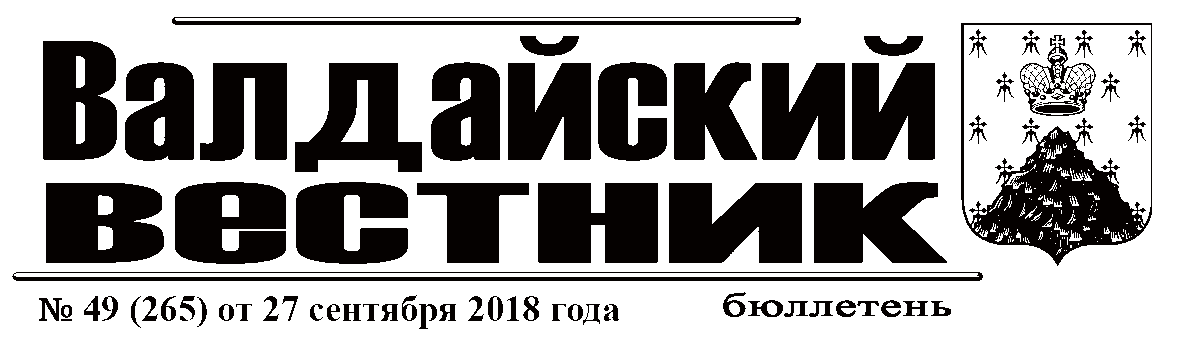 Валдайский
вестник
№ 49 (265) от 27 сентября 2018 года бюллетень